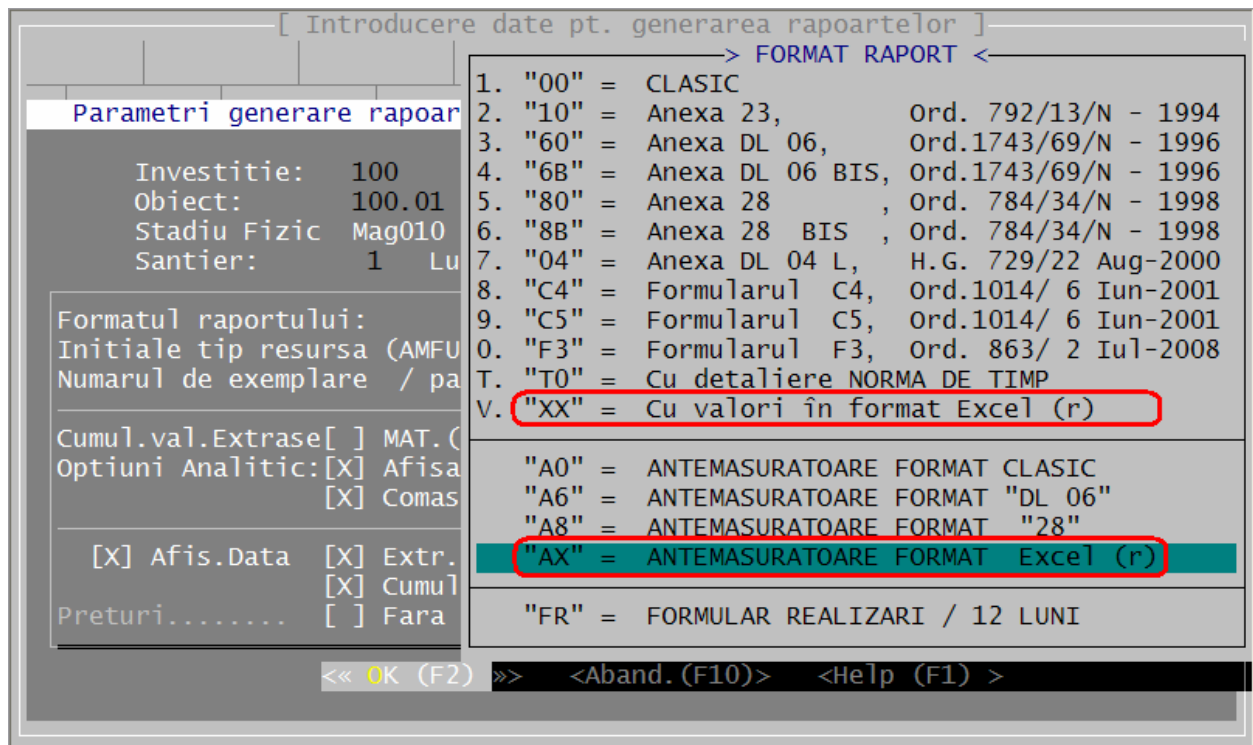 [ Introducere date pt. generarea rapoartelor ]
> FORMAT RAPORT <
1. "00" = CLASIC
2. "10" = Anexa 23, Ord. 792/13/N - 1994
3. "60" = Anexa DL 06, Ord.1743/69/N - 1996
4. "6B" = Anexa DL 06 BIS, Ord.1743/69/N - 1996
5. "80" = Anexa 28 , Ord. 784/34/N - 1998
6. "8B" = Anexa 28 BIS , Ord. 784/34/N - 1998
7. "04" = Anexa DL 04 L, H.G. 729/22 Aug-2000
8. "C4" = Formularul C4, Ord.1014/ 6 Iun-2001
9. "C5" = Formularul C5, Ord.1014/ 6 Iun-2001
0. "F3" = Formularul F3, Ord. 863/ 2 Iul-2008
T. "T0" = Cu detaliere NORMA DE TIMP
V. "XX" = Cu valori în format Excel (r)
"A0" = ANTEMASURATOARE FORMAT CLASIC
"A6" = ANTEMASURATOARE FORMAT "DL 06"
"A8" = ANTEMASURATOARE FORMAT "28"
"AX" = ANTEMASURATOARE FORMAT Excel (r)
"FR" = FORMULAR REALIZARI / 12 LUNI
Parametri generare rapoar
Investitie: 100
Obiect: 100.01
Stadiu Fizic Mag010
Santier: 1 Lu
Formatul raportului:
Initiale tip resursa (AMFU
Numarul de exemplare / pa
Cumul.val.Extrase[ ] MAT.(
Optiuni Analitic:[X] Afisa
[X] Comas
[X] Afis.Data [X] Extr.
[X] Cumul
Preturi........ [ ] Fara
<« OK (F2) »> <Aband.(F10)> <Help (F1) >